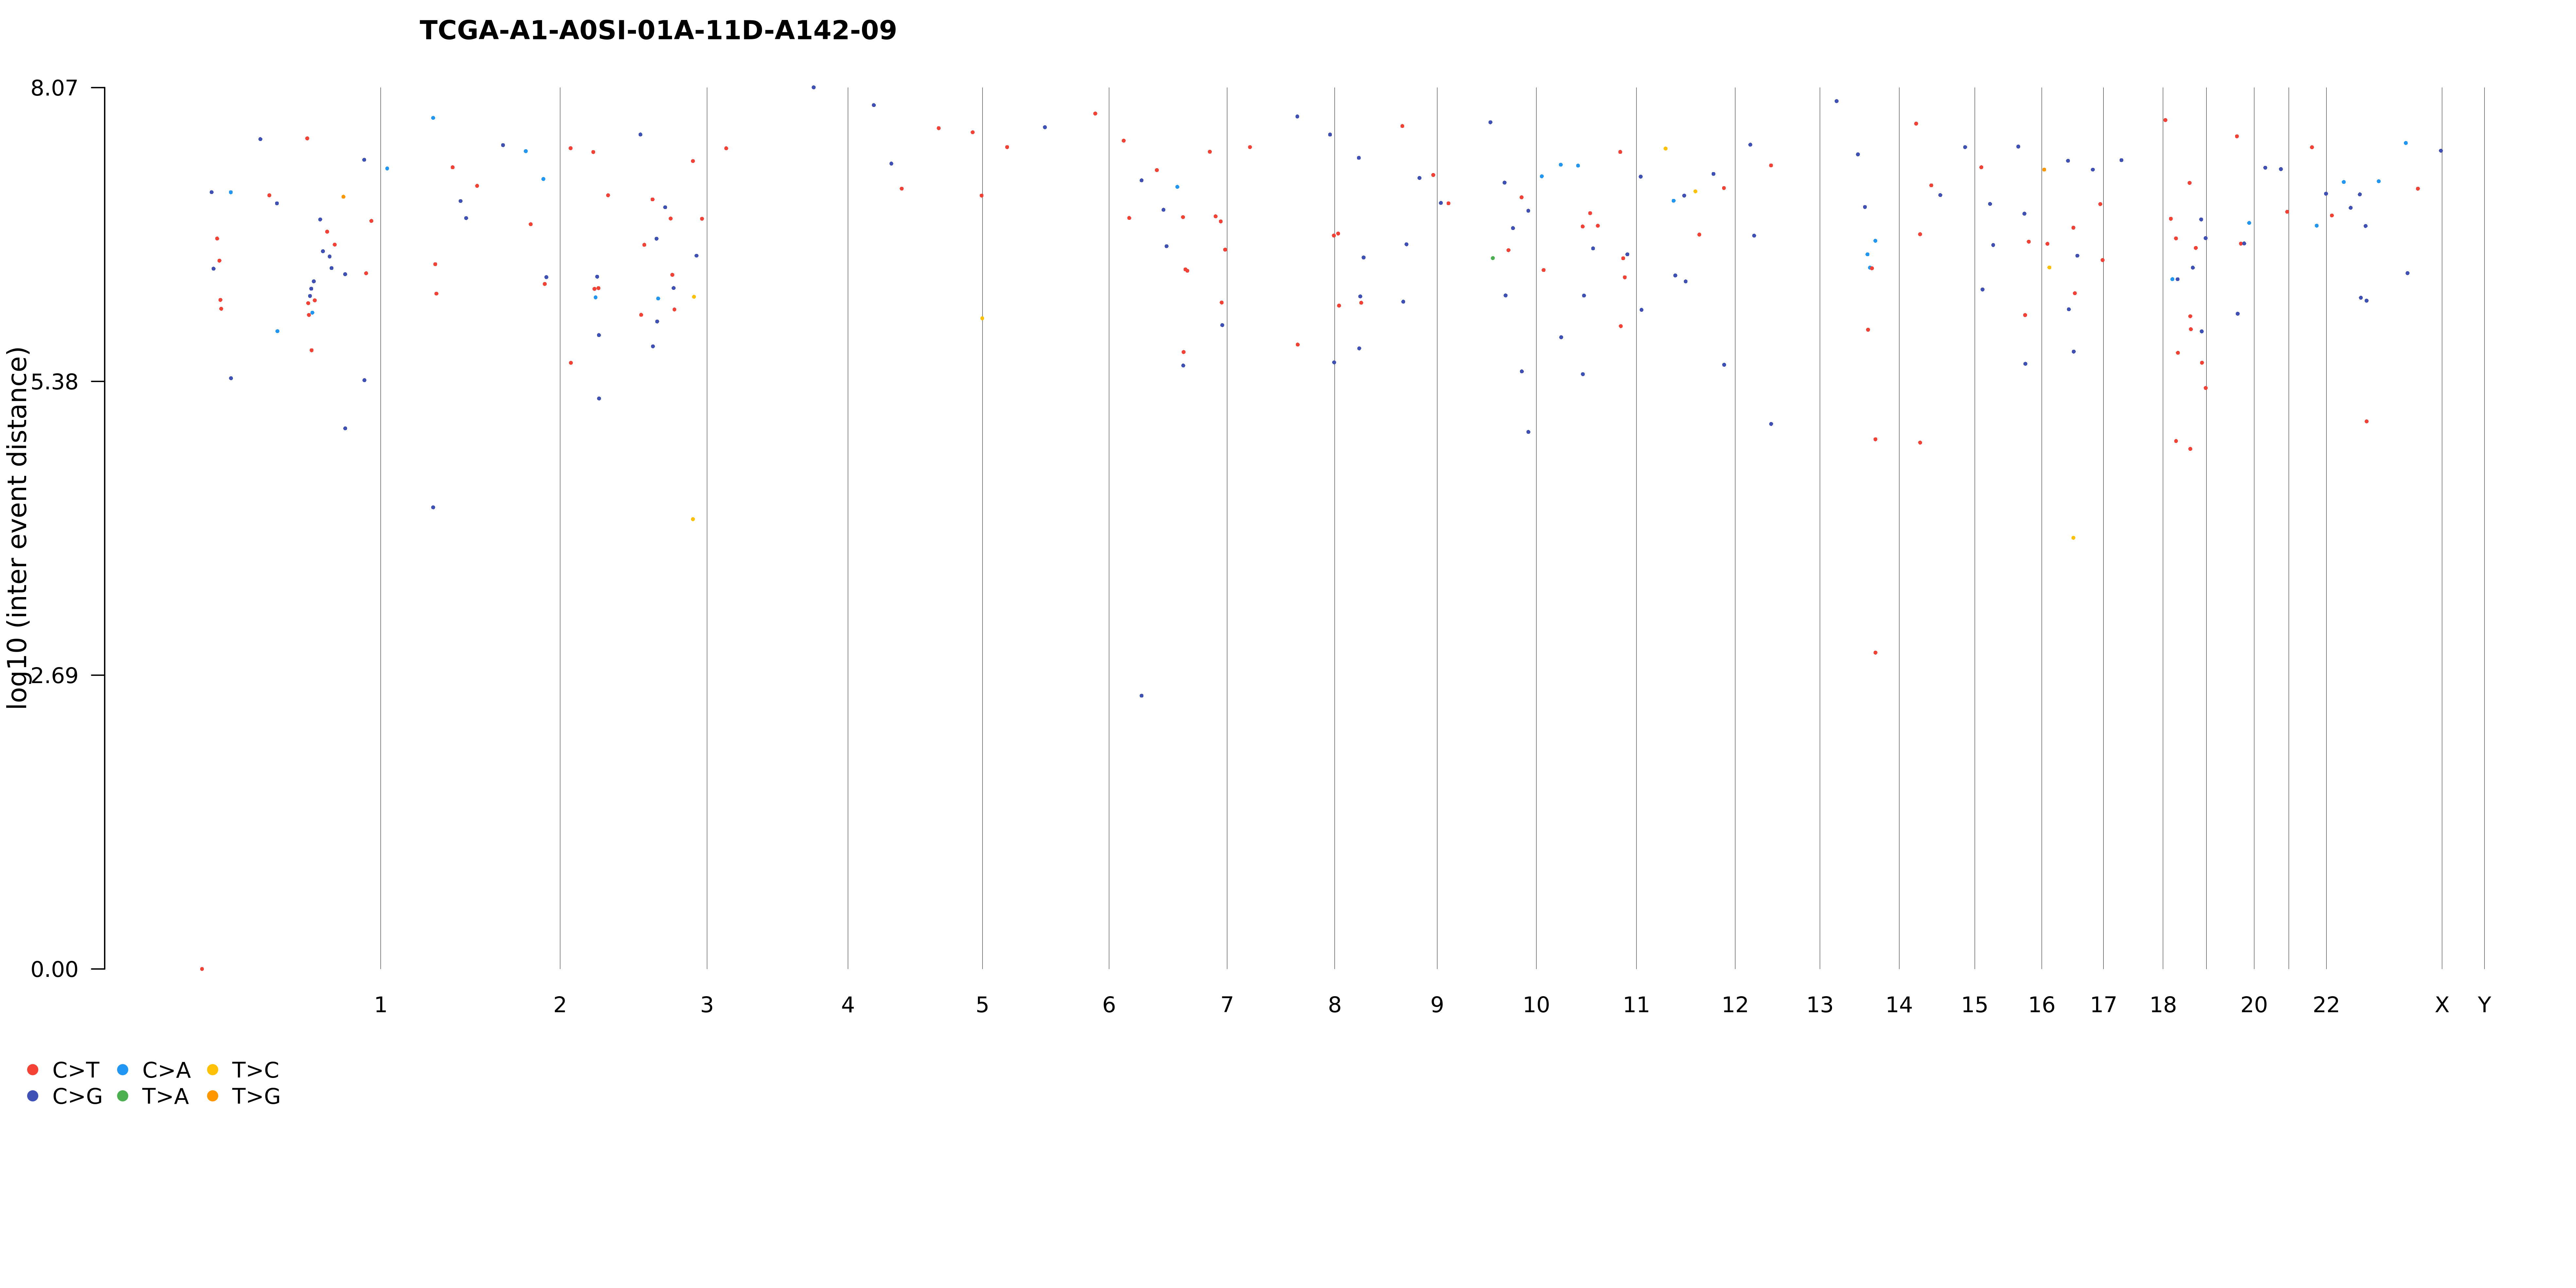 TCGA-A1-A0SI-01A-11D-A142-09
8.07
5.38
2.69
0.00
log10 (inter event distance)
1 2 3 4 5 6 7 8 9 10 11 12 13 14 15 16 17 18 20 22 X Y
C>T C>A T>C
C>G T>A T>G